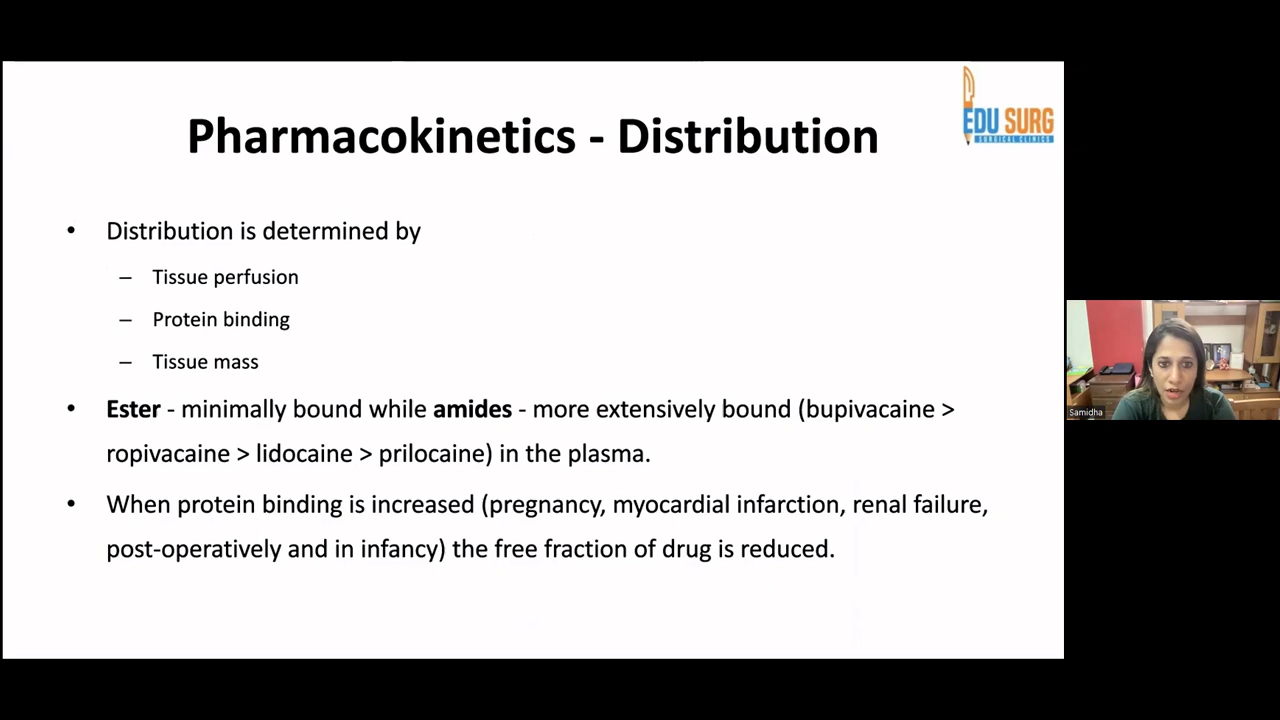 EDU SURG
SURGICAL CLINICS
Pharmacokinetics - Distribution
• Distribution is determined by
– Tissue perfusion
– Protein binding
– Tissue mass
• Ester - minimally bound while amides - more extensively bound (bupivacaine >
ropivacaine > lidocaine > prilocaine) in the plasma.
• When protein binding is increased (pregnancy, myocardial infarction, renal failure,
post-operatively and in infancy) the free fraction of drug is reduced.
Samidha